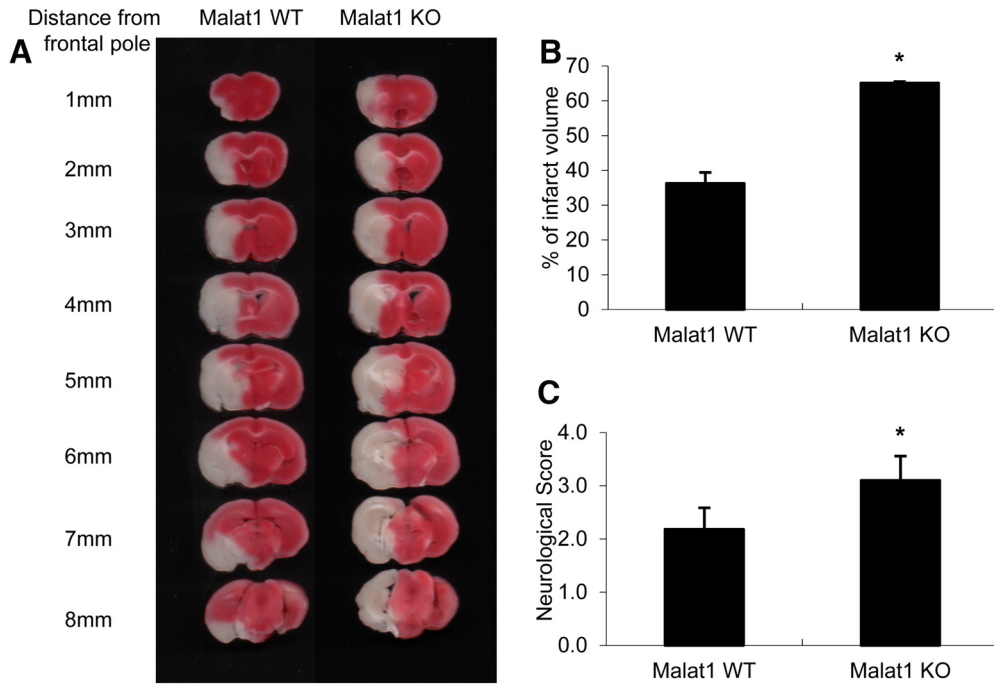 Distance from
frontal pole
Malat1 WT
Malat1 KO
A
1mm
2mm
3mm
4mm
5mm
6mm
7mm
8mm
B
*
% of infarct volume
70
60
50
40
30
20
10
0
Malat1 WT
Malat1 KO
C
*
Neurological Score
4.0
3.0
2.0
1.0
0.0
Malat1 WT
Malat1 KO